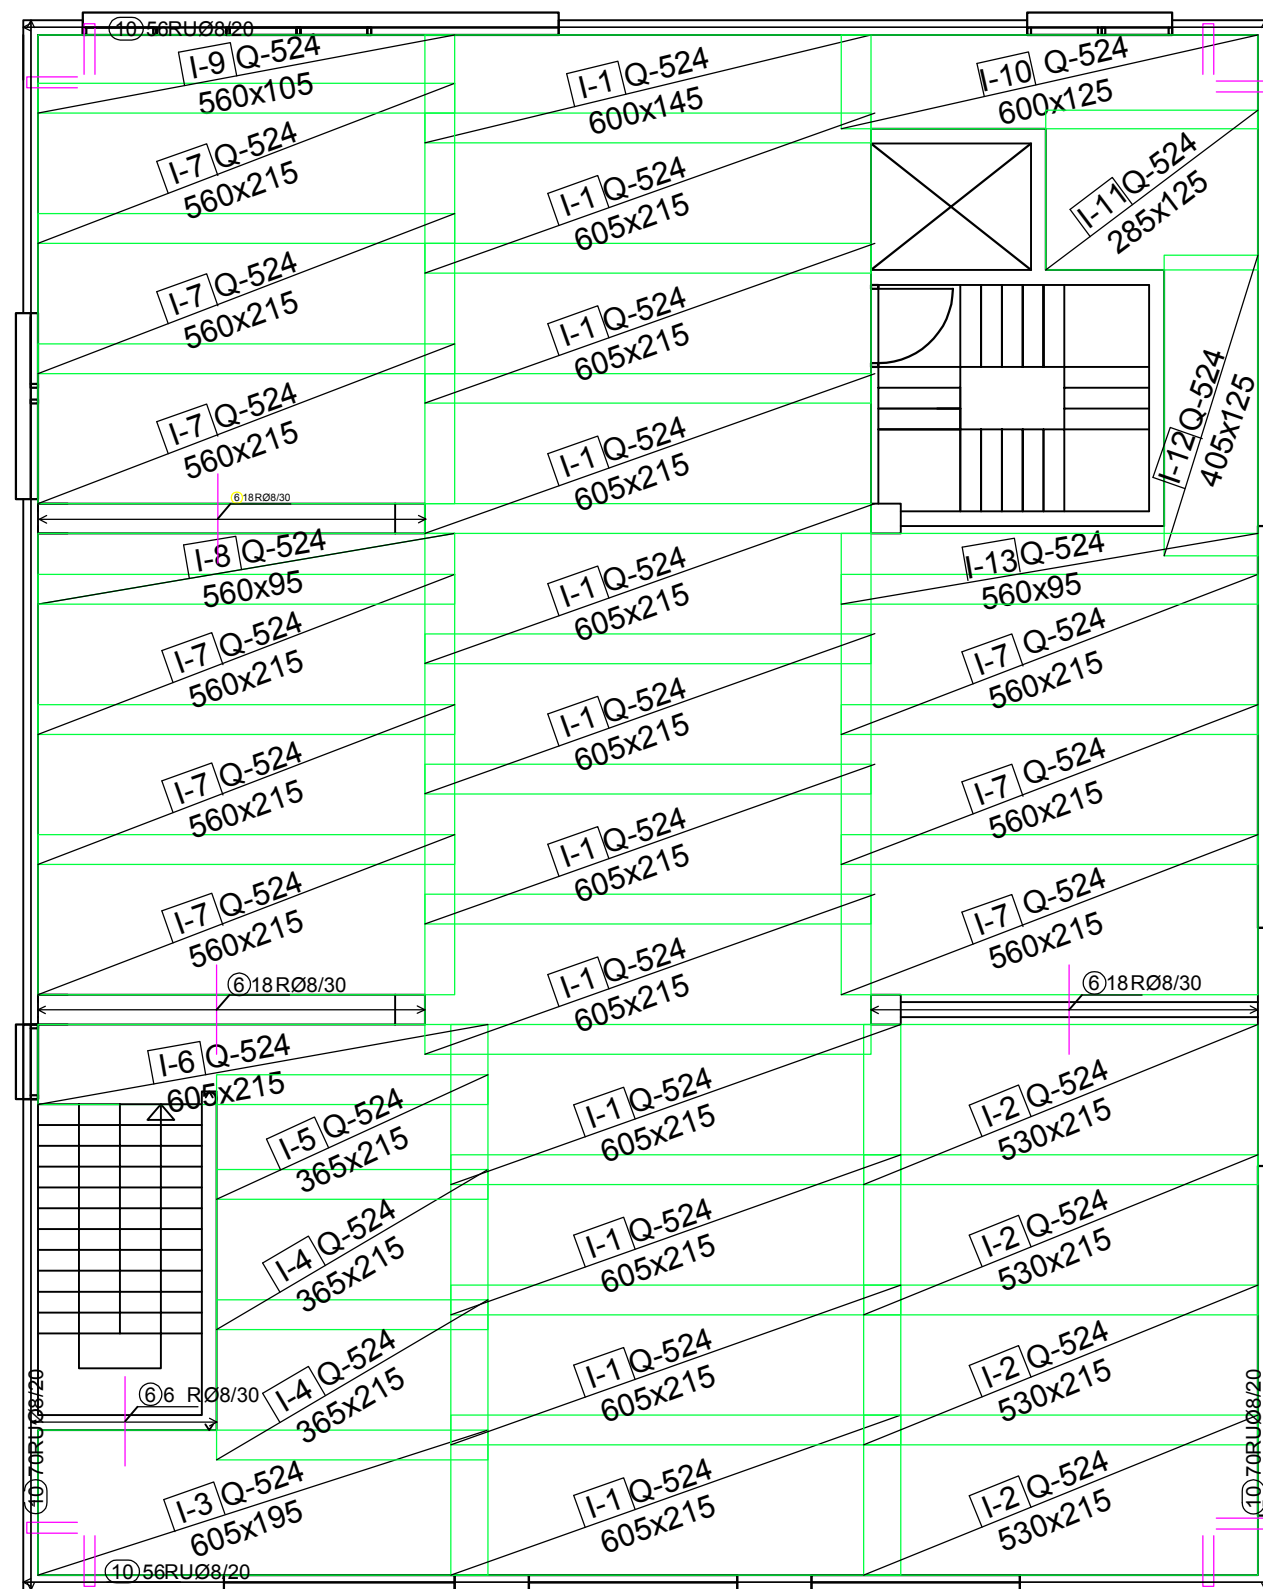 (10) 56RUØ8/20
I-9 Q-524
560x105
I-1 Q-524
600x145
I-10 Q-524
600x125
I-7 Q-524
560x215
I-1 Q-524
605x215
I-11 Q-524
285x125
I-7 Q-524
560x215
I-1 Q-524
605x215
I-7 Q-524
560x215
I-1 Q-524
605x215
I-12 Q-524
405x125
6 18RØ8/30
I-8 Q-524
560x95
I-1 Q-524
605x215
I-13 Q-524
560x95
I-7 Q-524
560x215
I-1 Q-524
605x215
I-7 Q-524
560x215
I-7 Q-524
560x215
I-1 Q-524
605x215
I-7 Q-524
560x215
I-7 Q-524
560x215
I-1 Q-524
605x215
I-7 Q-524
560x215
6 18RØ8/30
6 18RØ8/30
I-6 Q-524
605x215
I-5 Q-524
365x215
I-1 Q-524
605x215
I-2 Q-524
530x215
I-4 Q-524
365x215
I-1 Q-524
605x215
I-2 Q-524
530x215
I-4 Q-524
365x215
I-1 Q-524
605x215
I-2 Q-524
530x215
6 6 RØ8/30
(10) 70RUØ8/20
(10) 70RUØ8/20
I-3 Q-524
605x195
I-1 Q-524
605x215
I-2 Q-524
530x215
(10) 56RUØ8/20